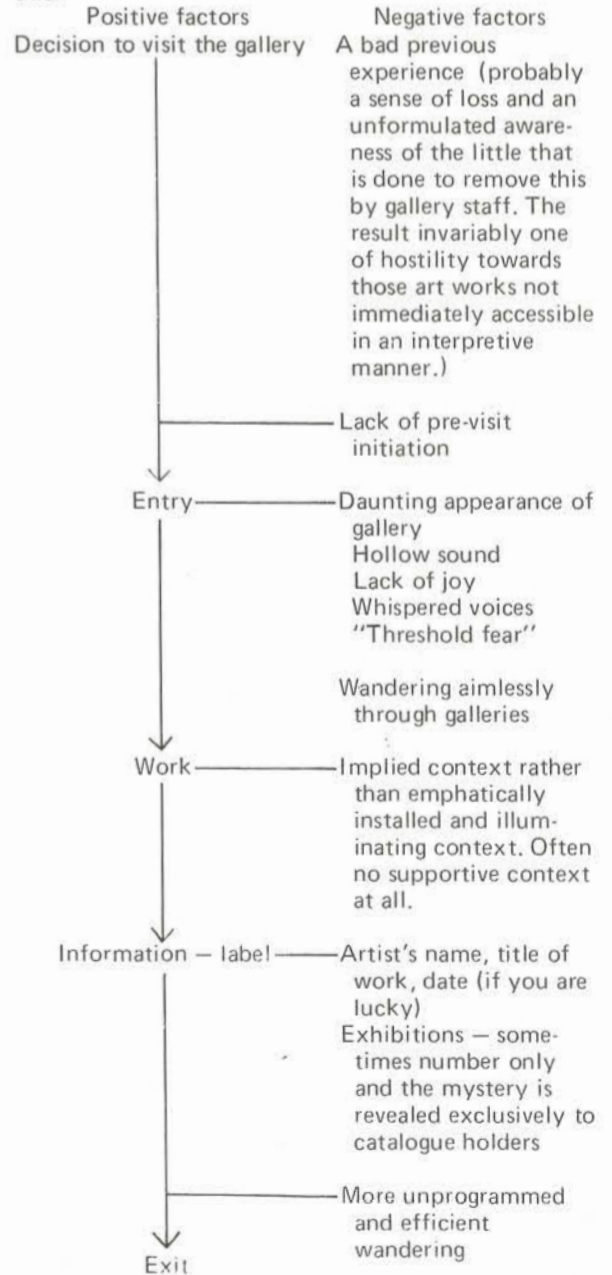 Positive factors
Decision to visit the gallery
Negative factors
A bad previous
experience (probably
a sense of loss and an
unformulated aware-
ness of the little that
is done to remove this
by gallery staff. The
result invariably one
of hostility towards
those art works not
immediately accessible
in an interpretive
manner.)
Lack of pre-visit
initiation
Entry
Daunting appearance of
gallery
Hollow sound
Lack of joy
Whispered voices
"Threshold fear"
Wandering aimlessly
through galleries
Work
Implied context rather
than emphatically
installed and illum-
inating context. Often
no supportive context
at all.
Information – label
Artist's name, title of
work, date (if you are
lucky)
Exhibitions – some-
times number only
and the mystery is
revealed exclusively to
catalogue holders
More unprogrammed
and efficient
wandering
Exit